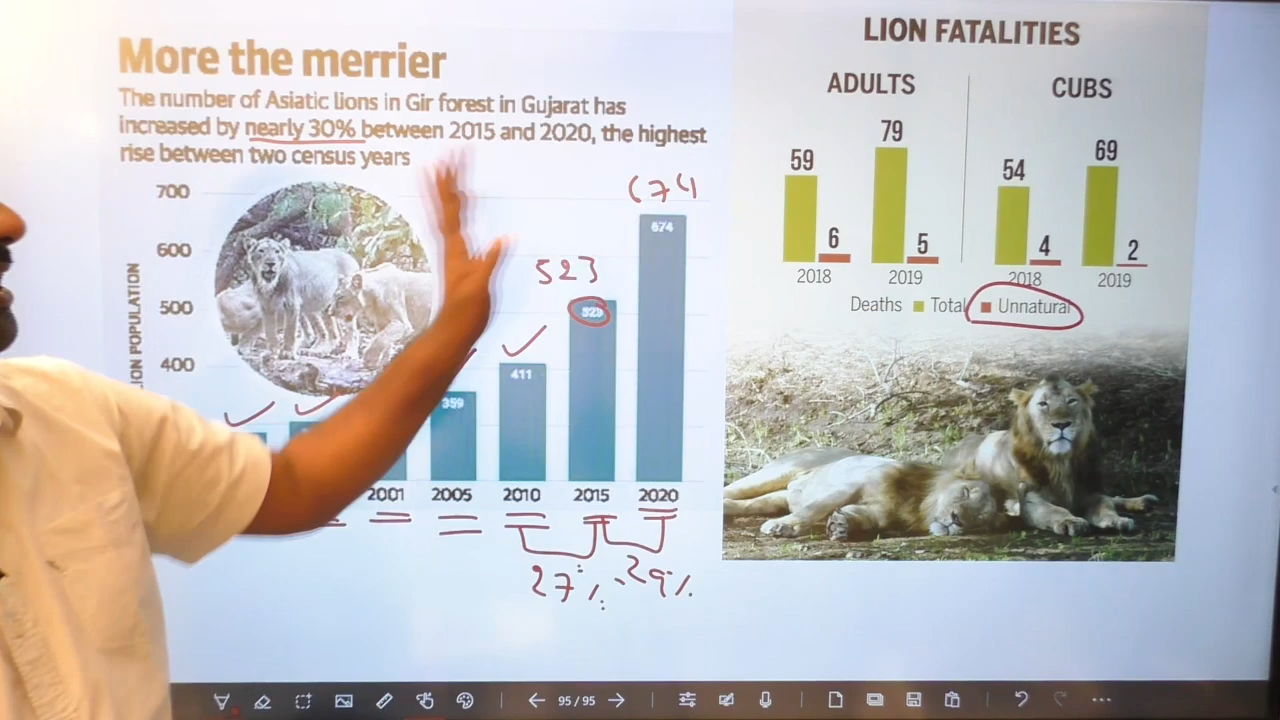 More the merrier
The number of Asiatic lions in Gir forest in Gujarat has
increased by nearly 30% between 2015 and 2020, the highest
rise between two census years
700
600
500
400
ION POPULATION
674
674
523
523
411
359
2001 2005 2010 2015 2020
27% 29%
LION FATALITIES
ADULTS CUBS
59 79 54 69
6 5 4 2
2018 2019 2018 2019
Deaths Total Unnatural
95/95